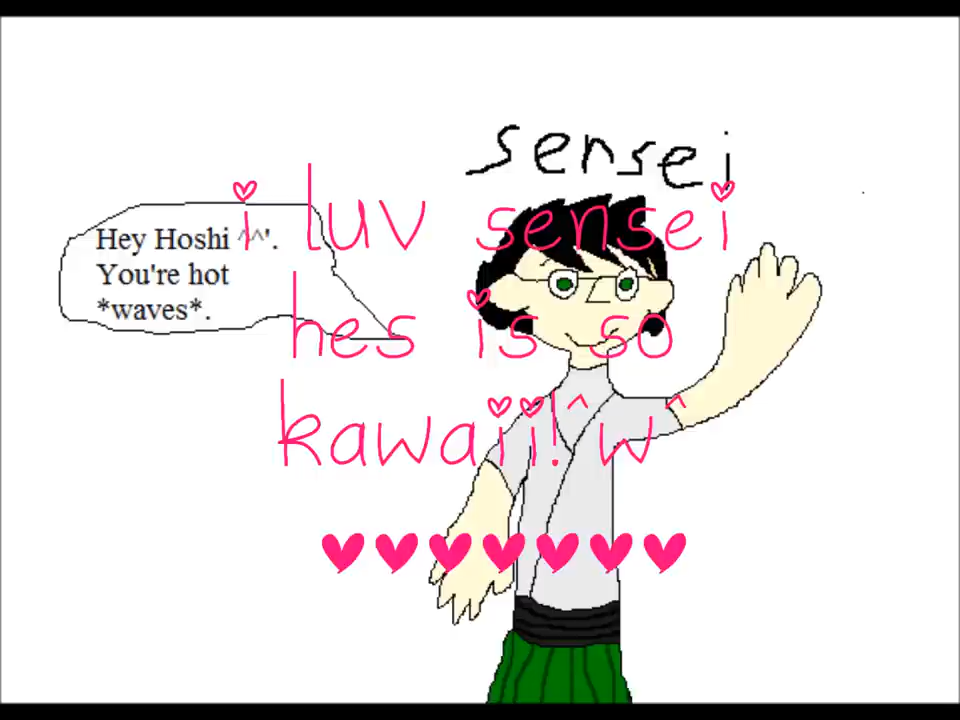 sensei
i luv sensei
hes is so
kawaii!^w^
♥♥♥♥♥♥♥
Hey Hoshi ^^'.
You're hot
*waves*.